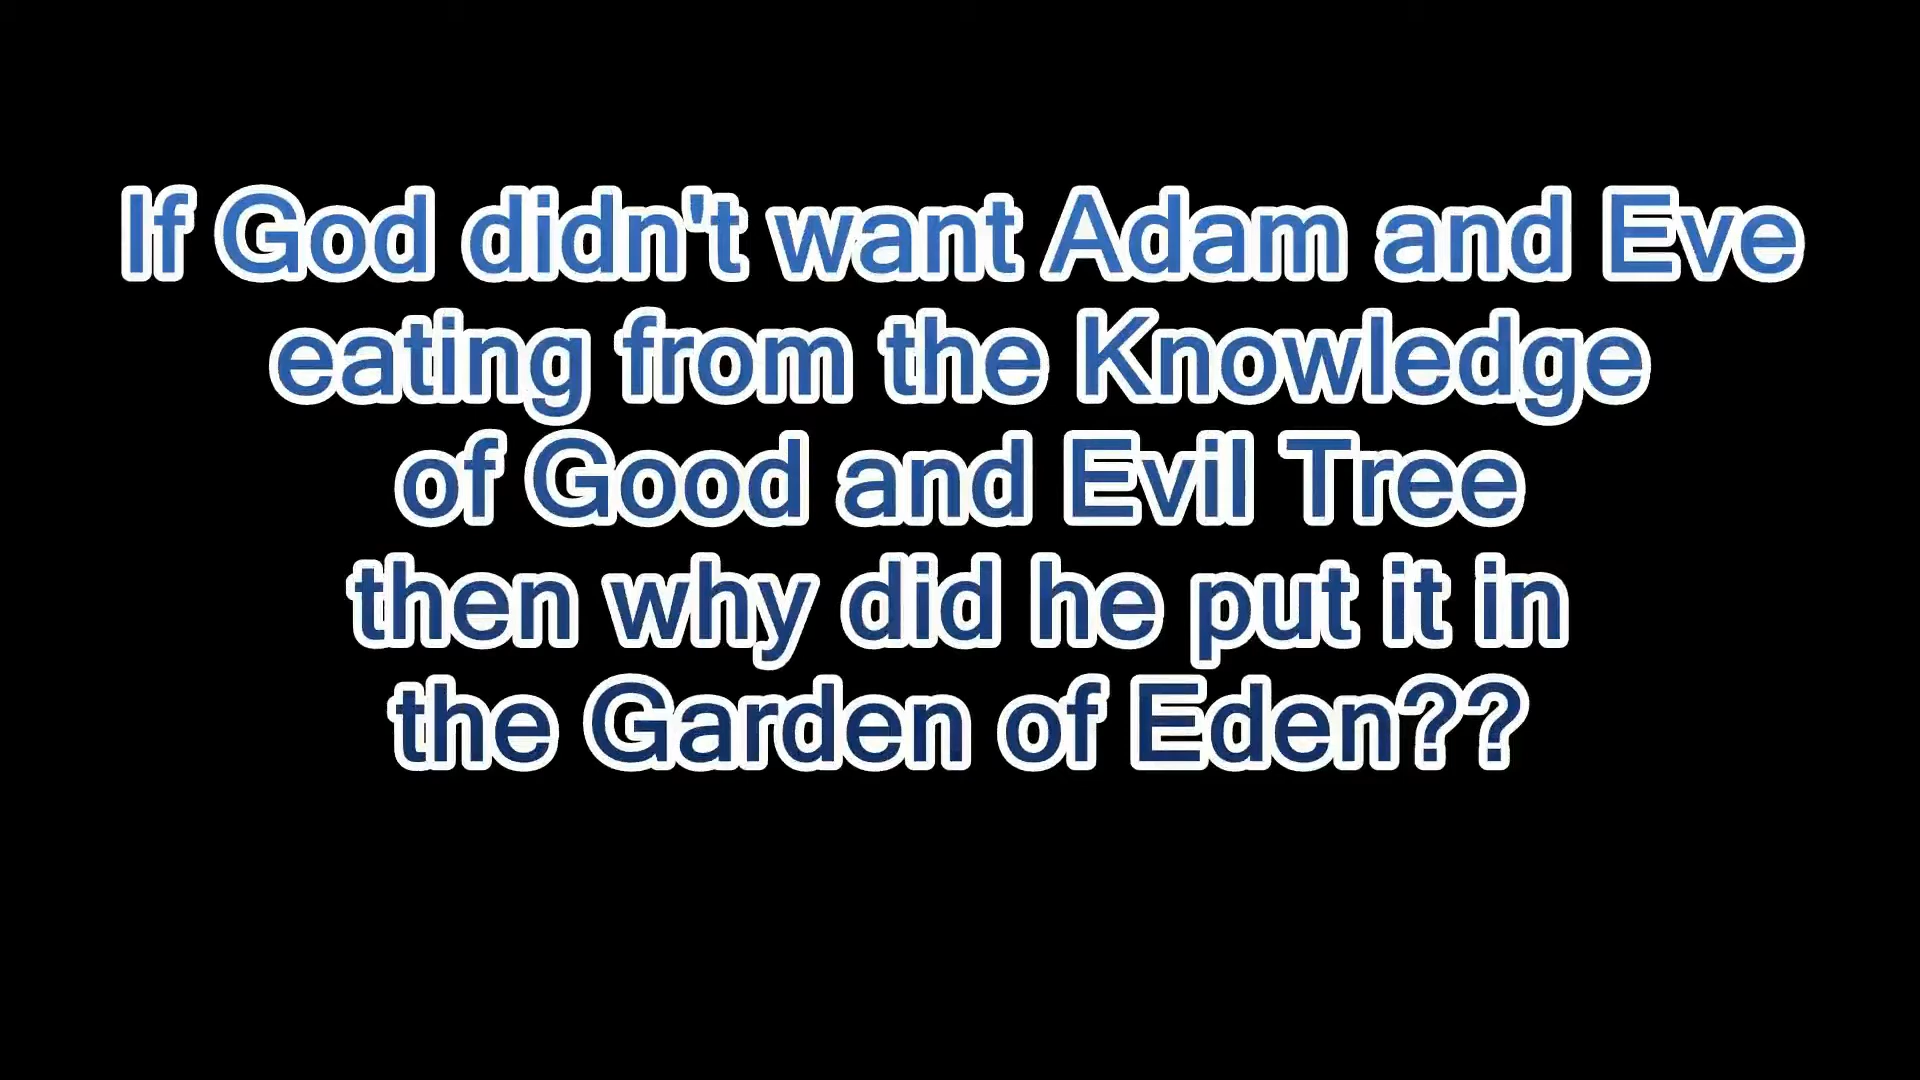 If God didn't want Adam and Eve
eating from the Knowledge
of Good and Evil Tree
then why did he put it in
the Garden of Eden??